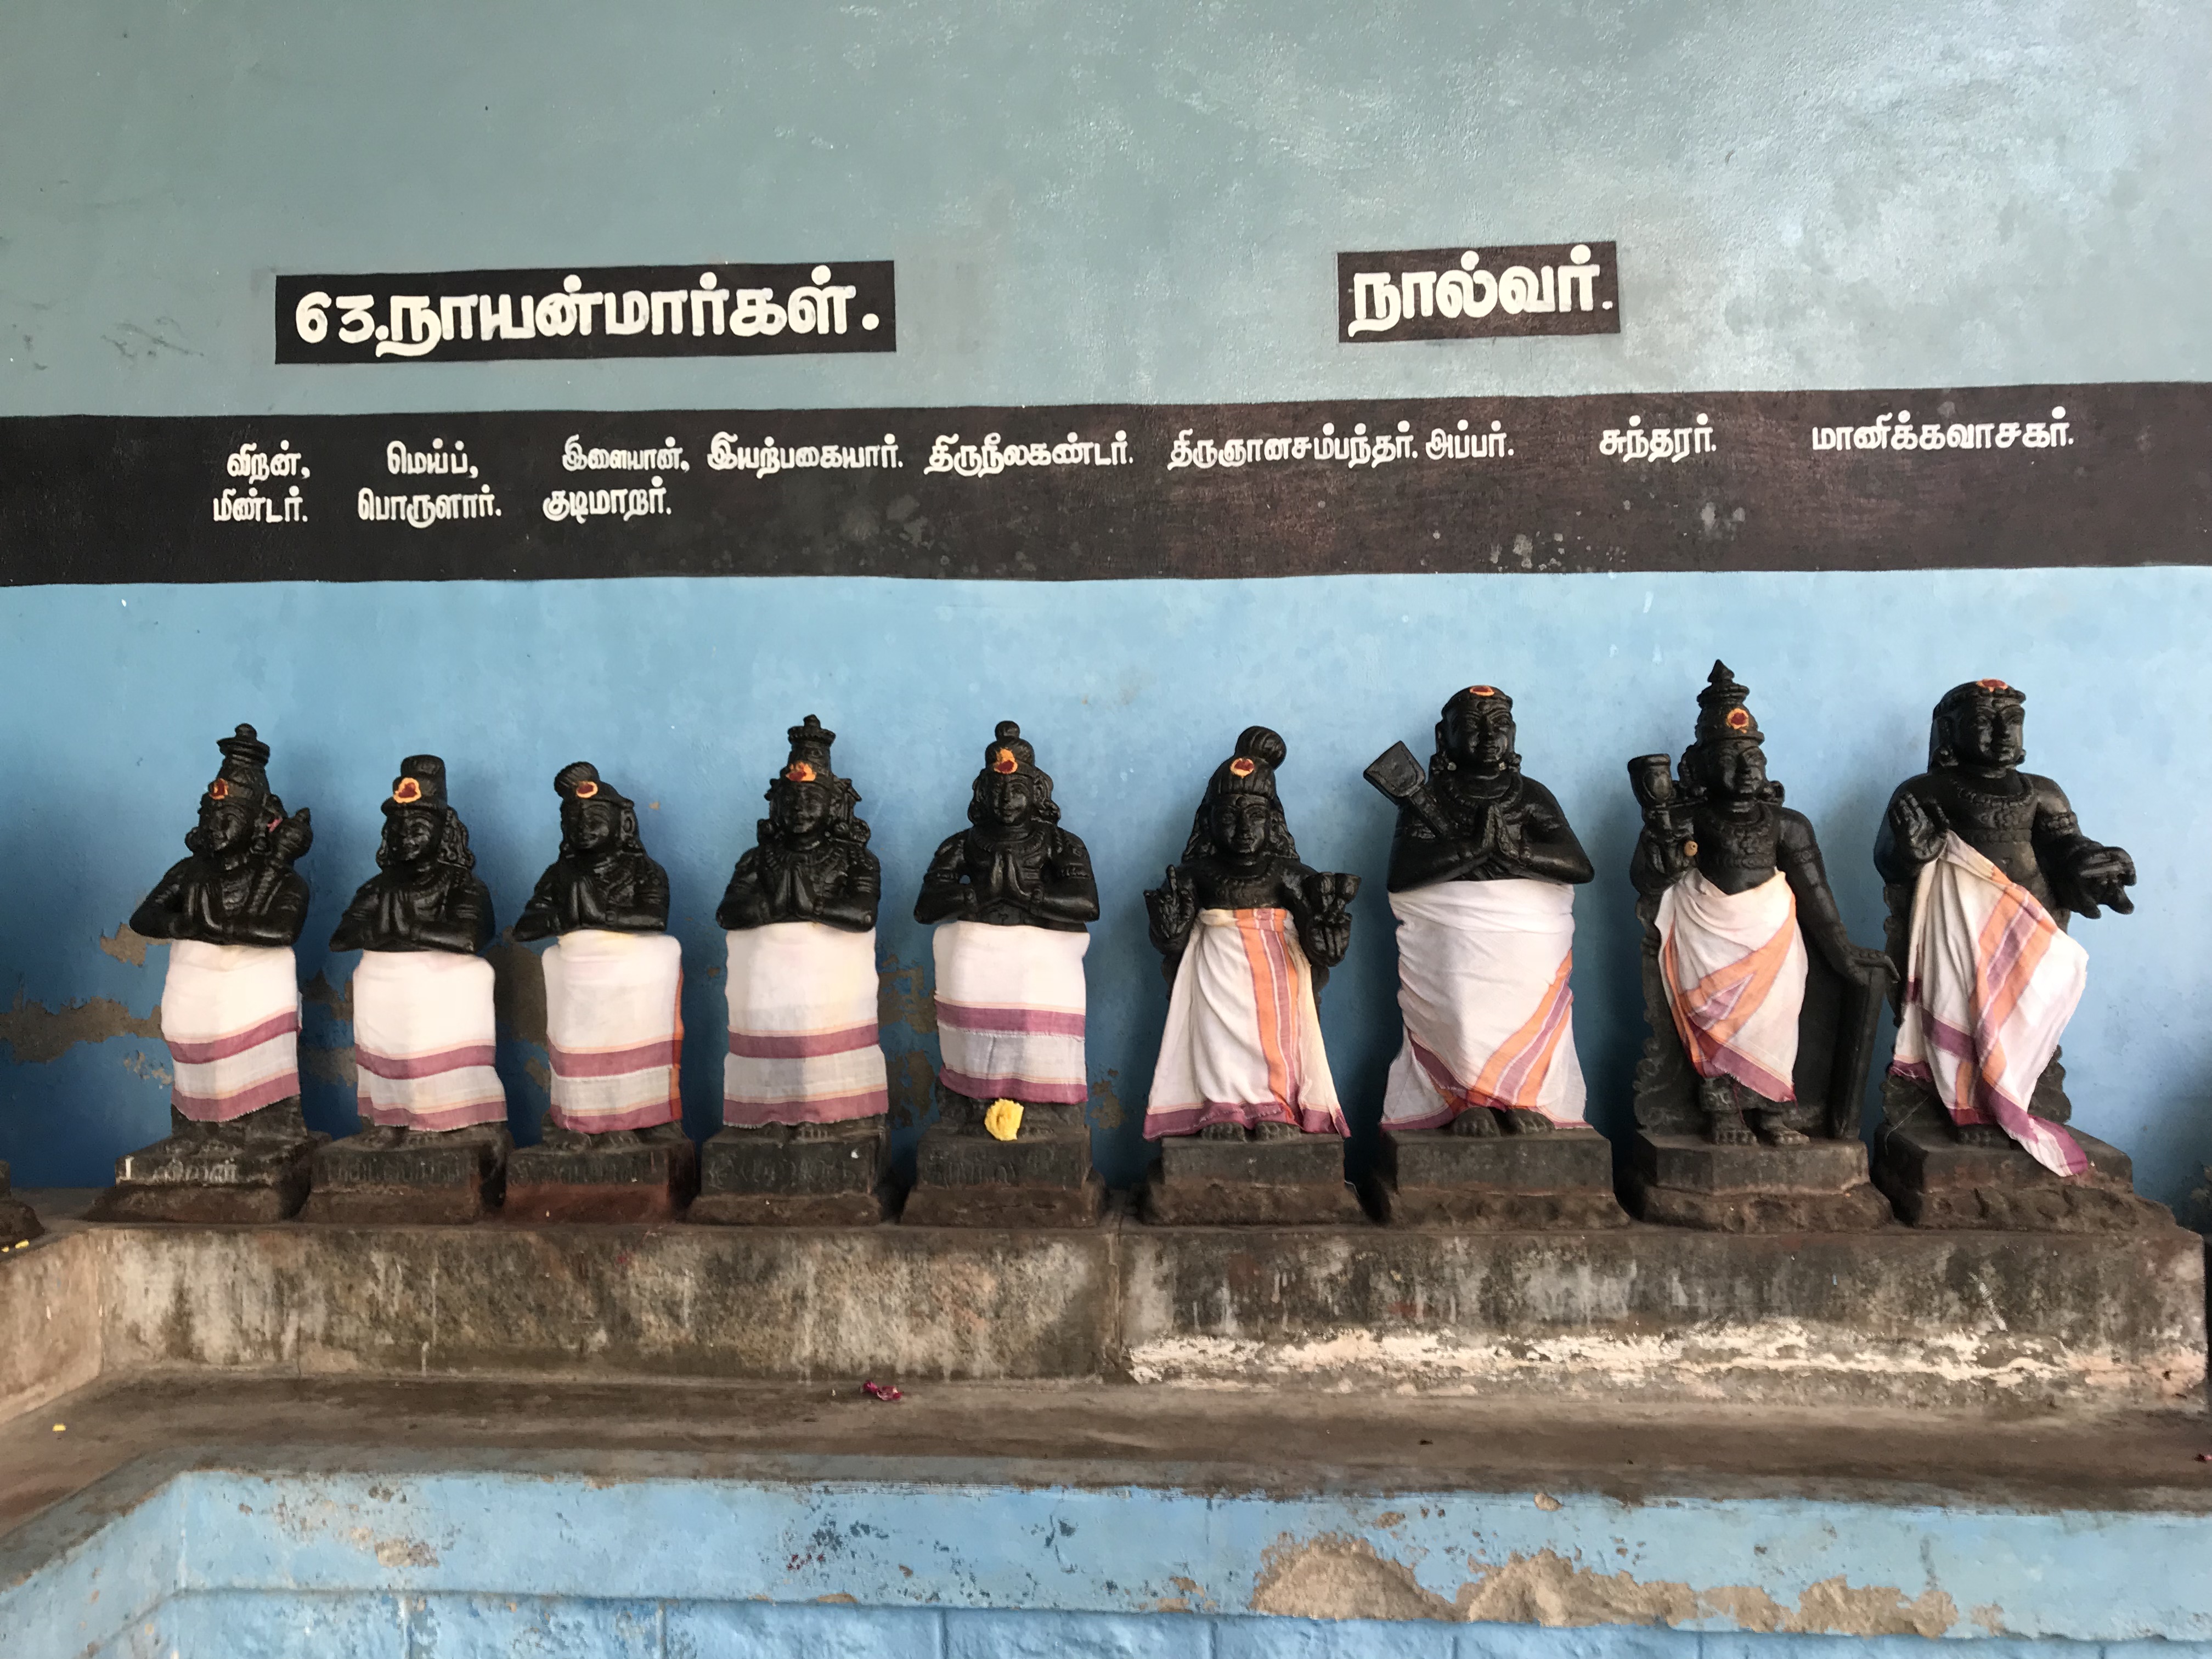 63.நாயன்மார்கள்.
நால்வர்.
விறன்,
மிண்டர்.
மெய்ப்,
பொருளார்.
இளையான்,
குடிமாறர்.
இயற்பகையார்.
திருநீலகண்டர்.
திருஞானசம்பந்தர்.
அப்பர்.
சுந்தரர்.
மானிக்கவாசகர்.